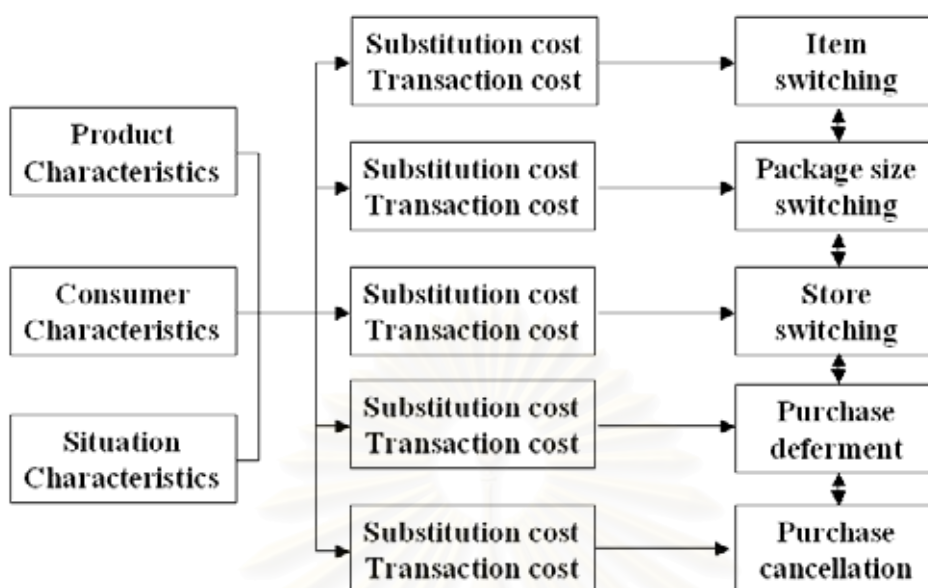 Product
Characteristics
Consumer
Characteristics
Situation
Characteristics
Substitution cost
Transaction cost
Substitution cost
Transaction cost
Substitution cost
Transaction cost
Substitution cost
Transaction cost
Substitution cost
Transaction cost
Item
switching
Package size
switching
Store
switching
Purchase
deferment
Purchase
cancellation